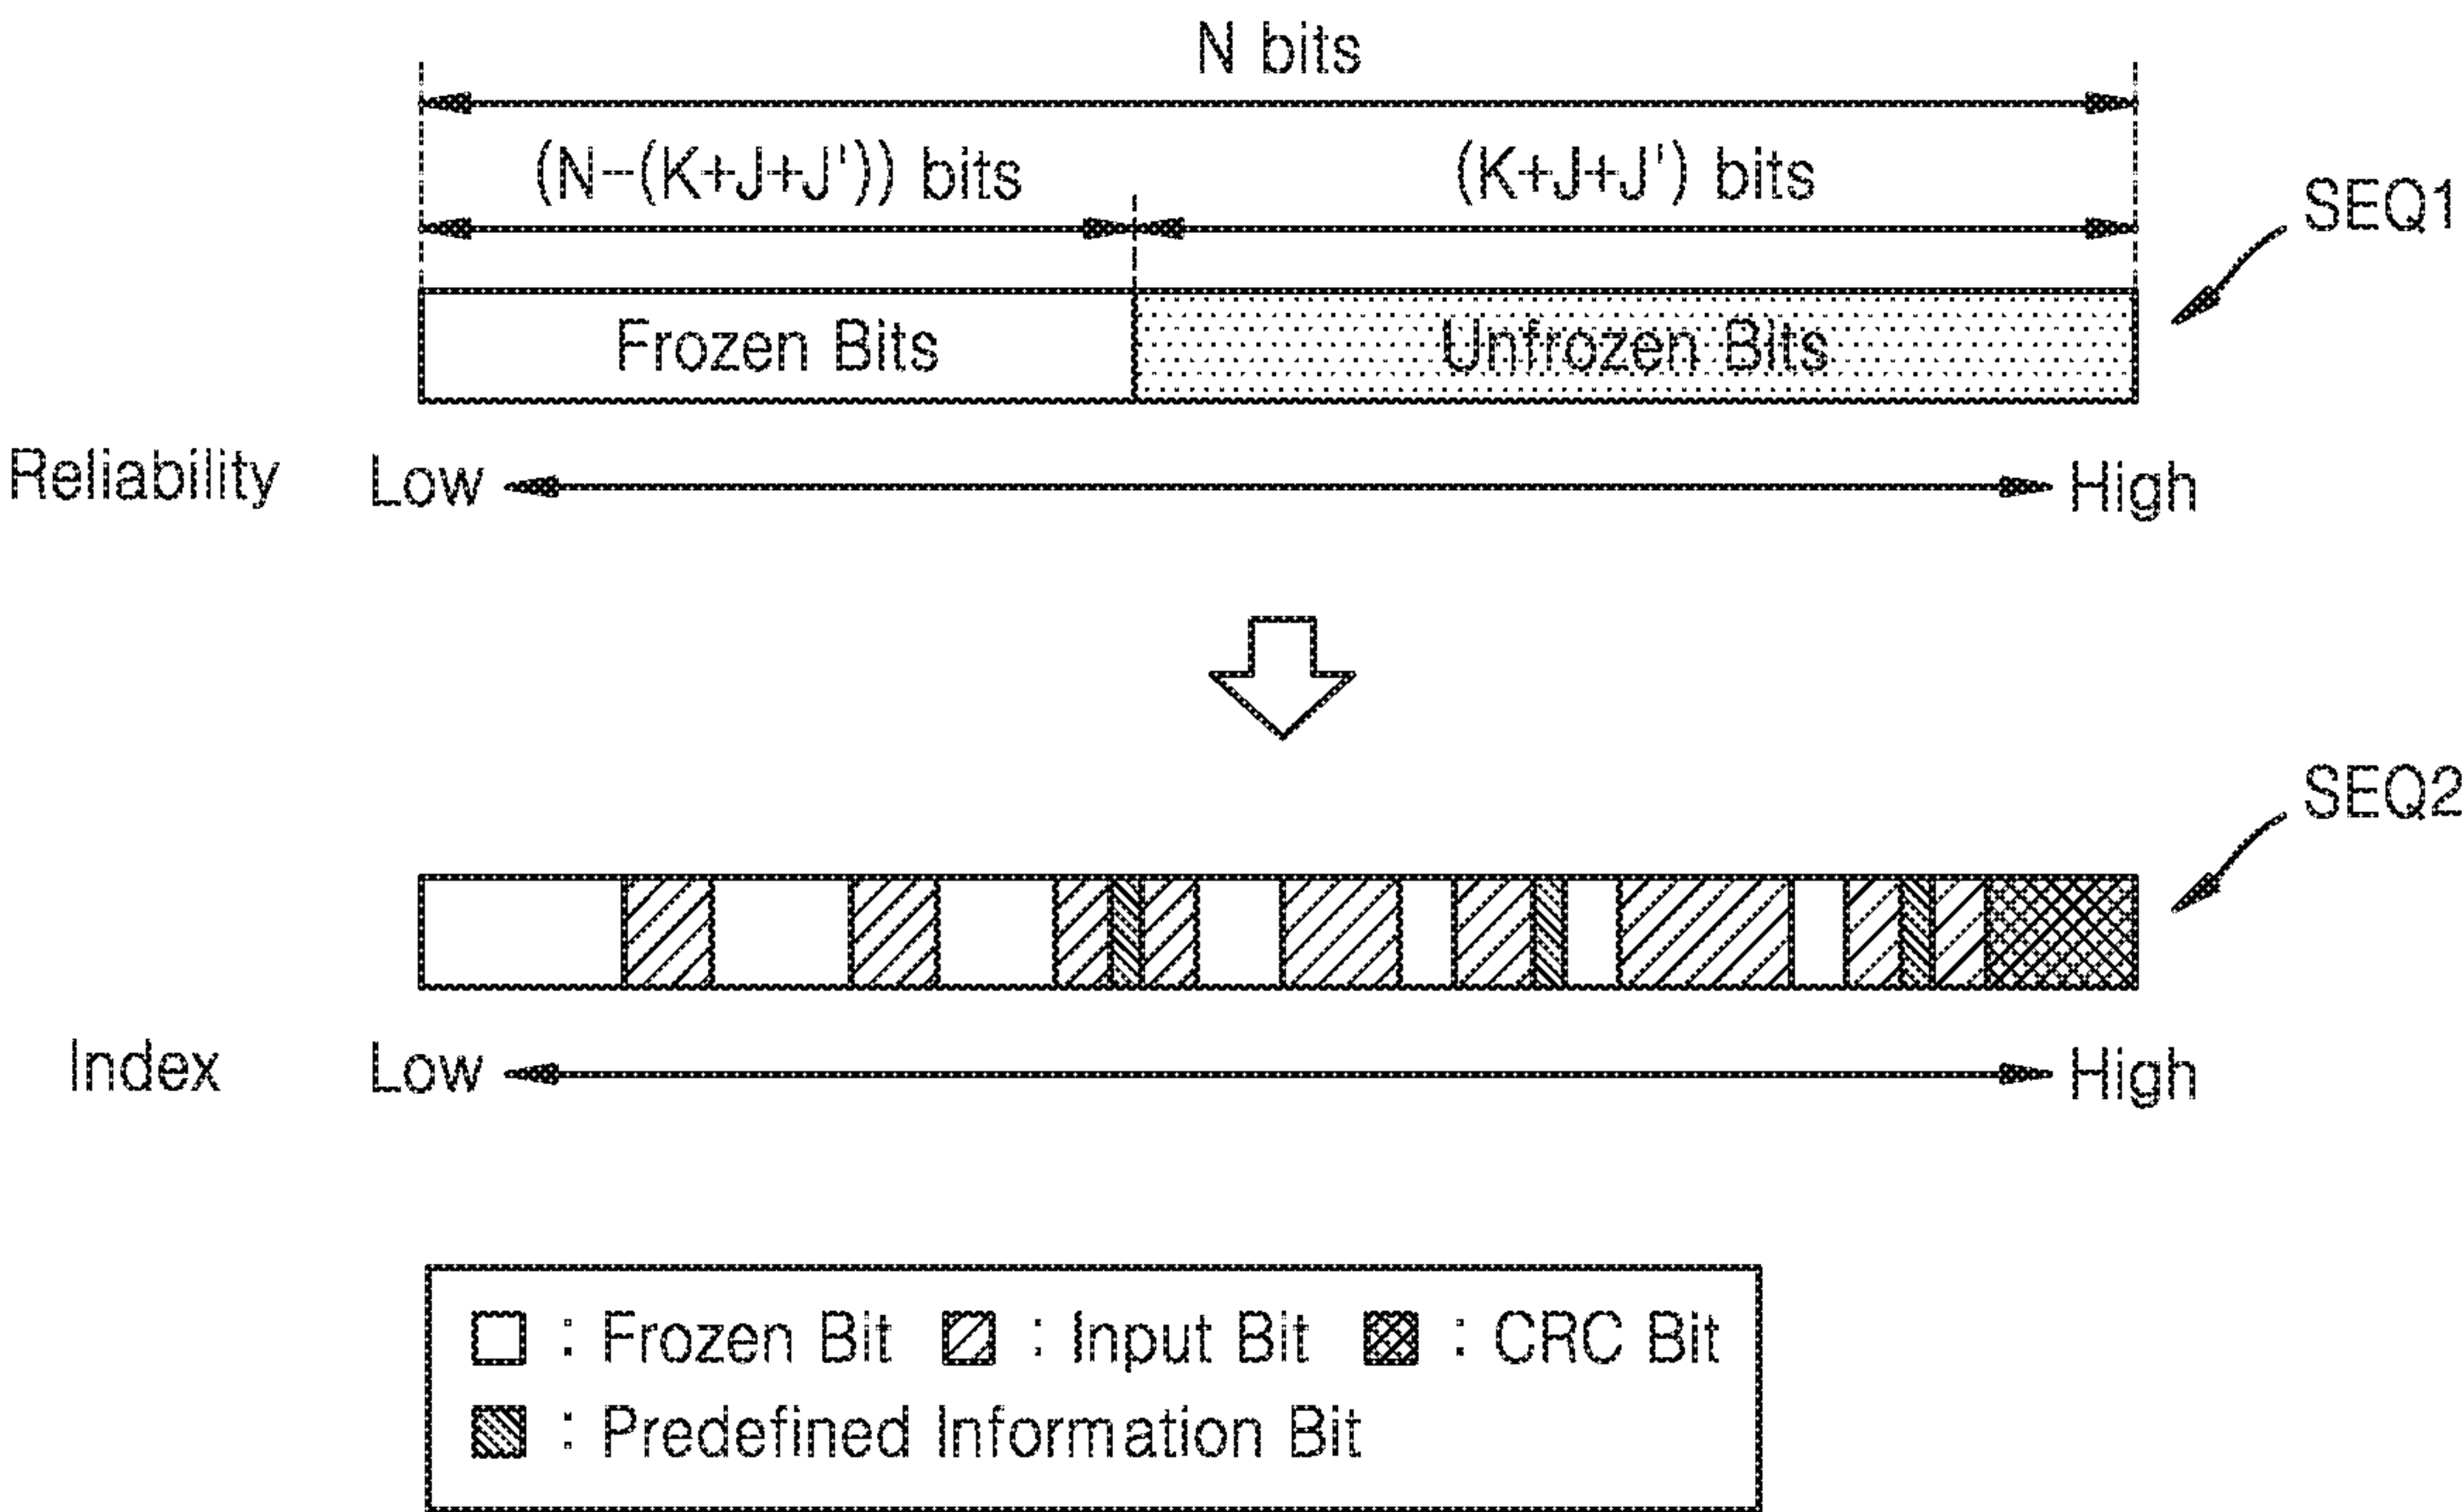 N bits
(N-(K+J+J')) bits (K+J+J') bits
SEQ1
Frozen Bits Unfrozen Bits
Reliability Low High
SEQ2
Index Low High
: Frozen Bit : Input Bit : CRC Bit
: Predefined Information Bit